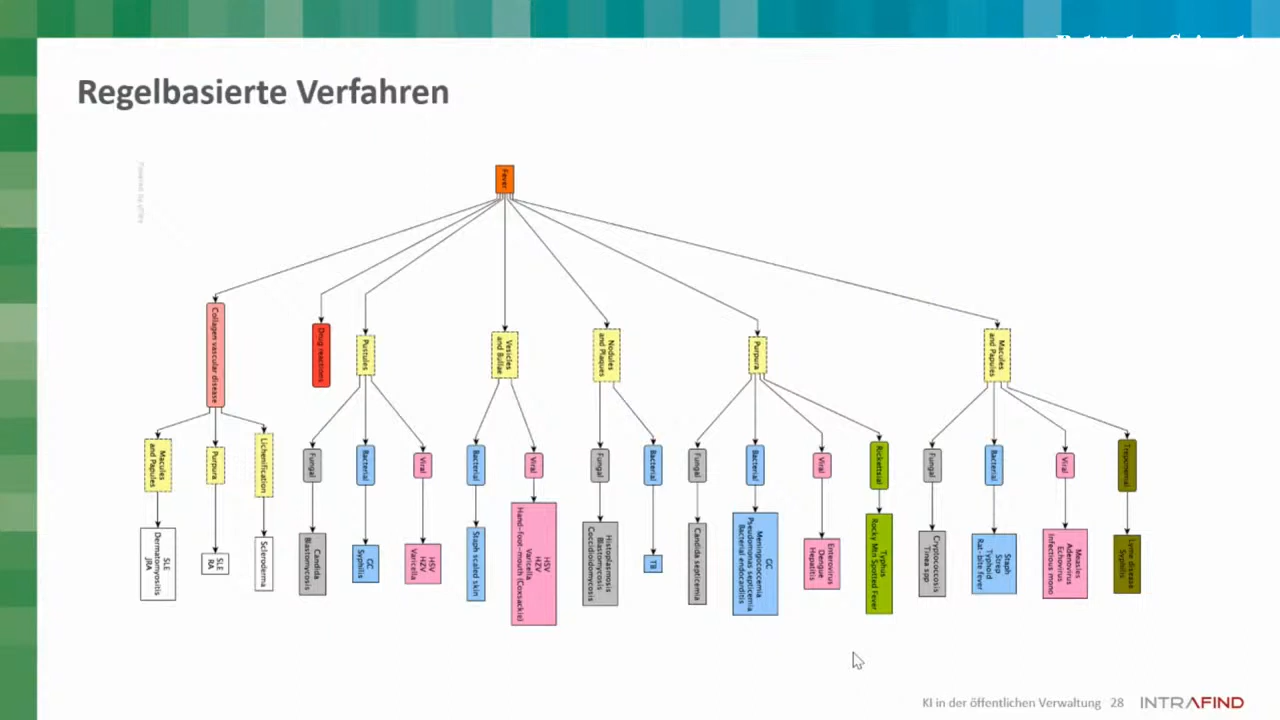 Regelbasierte Verfahren
Powered by yFiles
Fever
Collagen vascular disease
Drug reactions
Pustules
Vesicles
and Bullae
Nodules
and Plaques
Purpura
Macules
and Papules
Macules
and Papules
Purpura
Lichenification
Fungal
Bacterial
Viral
Bacterial
Viral
Fungal
Bacterial
Fungal
Bacterial
Viral
Rickettsial
Fungal
Bacterial
Viral
Treponemal
SLE
Dermatomyositis
JRA
SLE
RA
Scleroderma
Candida
Blastomycosis
GC
Syphilis
HSV
HZV
Varicella
Staph scaled skin
HSV
HZV
Varicella
Hand-foot-mouth (Coxsackie)
Histoplasmosis
Blastomycosis
Coccidiodomycosis
TB
Candida septicemia
GC
Meningococcemia
Pseudomonas septicemia
Bacterial endocarditis
Enterovirus
Dengue
Hepatitis
Typhus
Rocky Mtn Spotted Fever
Cryptococcosis
Tinea spp
Staph
Strep
Typhoid
Rat-bite fever
Measles
Adenovirus
Echovirus
Infectious mono
Lyme disease
Syphilis
KI in der öffentlichen Verwaltung 28 INTRAFIND